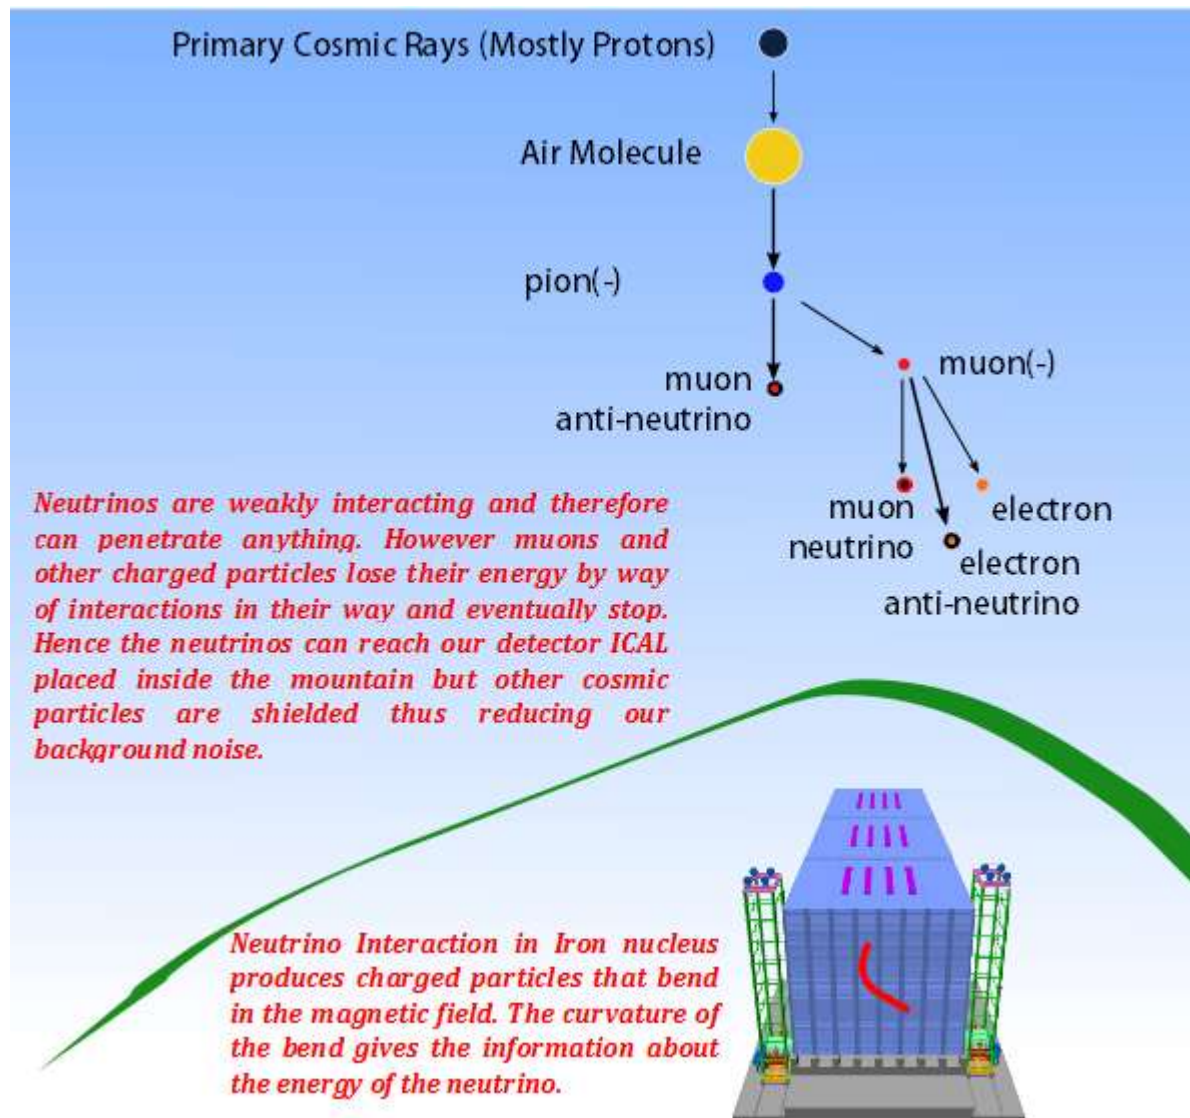 Primary Cosmic Rays (Mostly Protons)
Air Molecule
pion(-)
muon
anti-neutrino
muon(-)
muon
neutrino
electron
electron
anti-neutrino
Neutrinos are weakly interacting and therefore
can penetrate anything. However muons and
other charged particles lose their energy by way
of interactions in their way and eventually stop.
Hence the neutrinos can reach our detector ICAL
placed inside the mountain but other cosmic
particles are shielded thus reducing our
background noise.
Neutrino Interaction in Iron nucleus
produces charged particles that bend
in the magnetic field. The curvature of
the bend gives the information about
the energy of the neutrino.